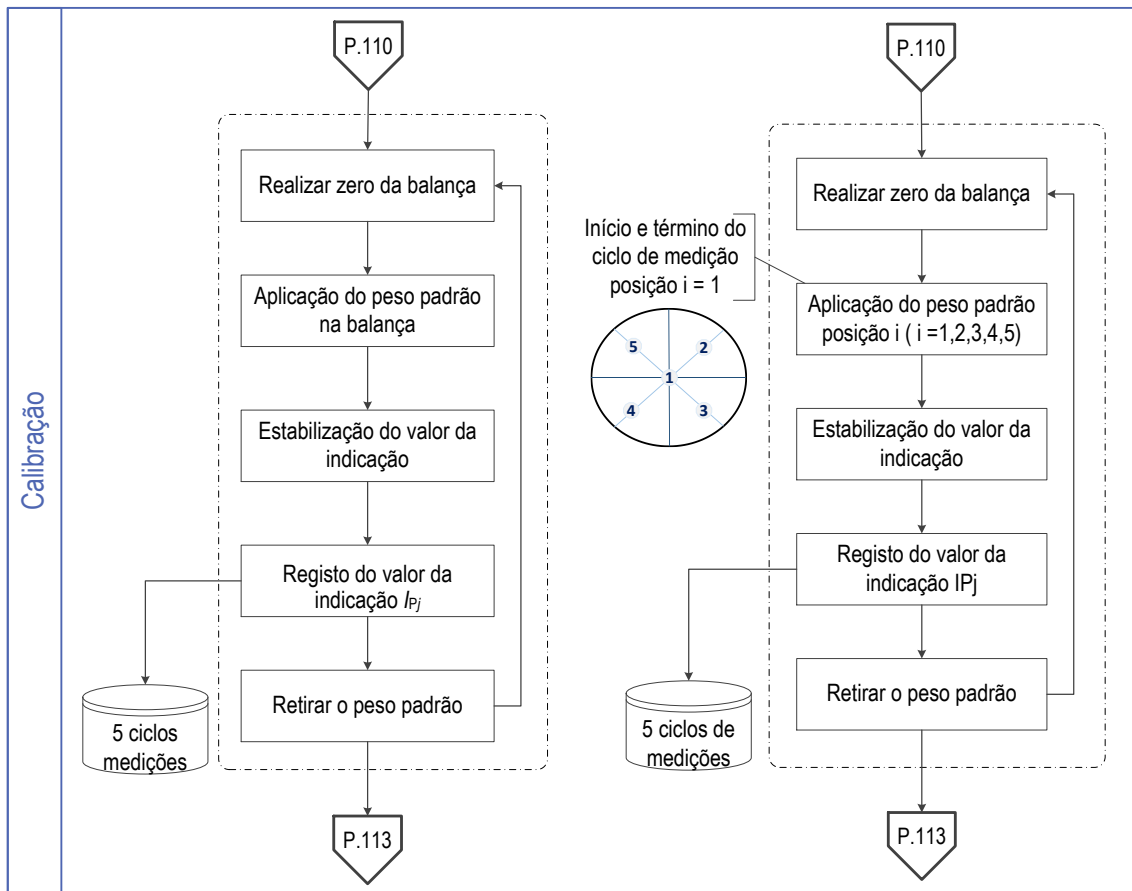 Calibração
P.110
Realizar zero da balança
Aplicação do peso padrão
na balança
Estabilização do valor da
indicação
Registo do valor da
indicação IPj
Retirar o peso padrão
5 ciclos
medições
P.113
P.110
Realizar zero da balança
Início e término do
ciclo de medição
posição i = 1
Aplicação do peso padrão
posição i ( i =1,2,3,4,5)
5
2
1
4
3
Estabilização do valor da
indicação
Registo do valor da
indicação IPj
Retirar o peso padrão
5 ciclos de
medições
P.113